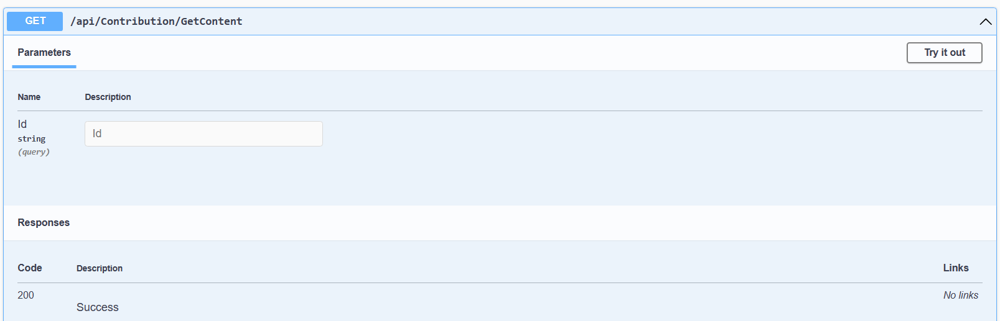 GET /api/Contribution/GetContent
Parameters
Try it out
Name Description
Id
string
(query)
Id
Responses
Code Description Links
200
Success
No links